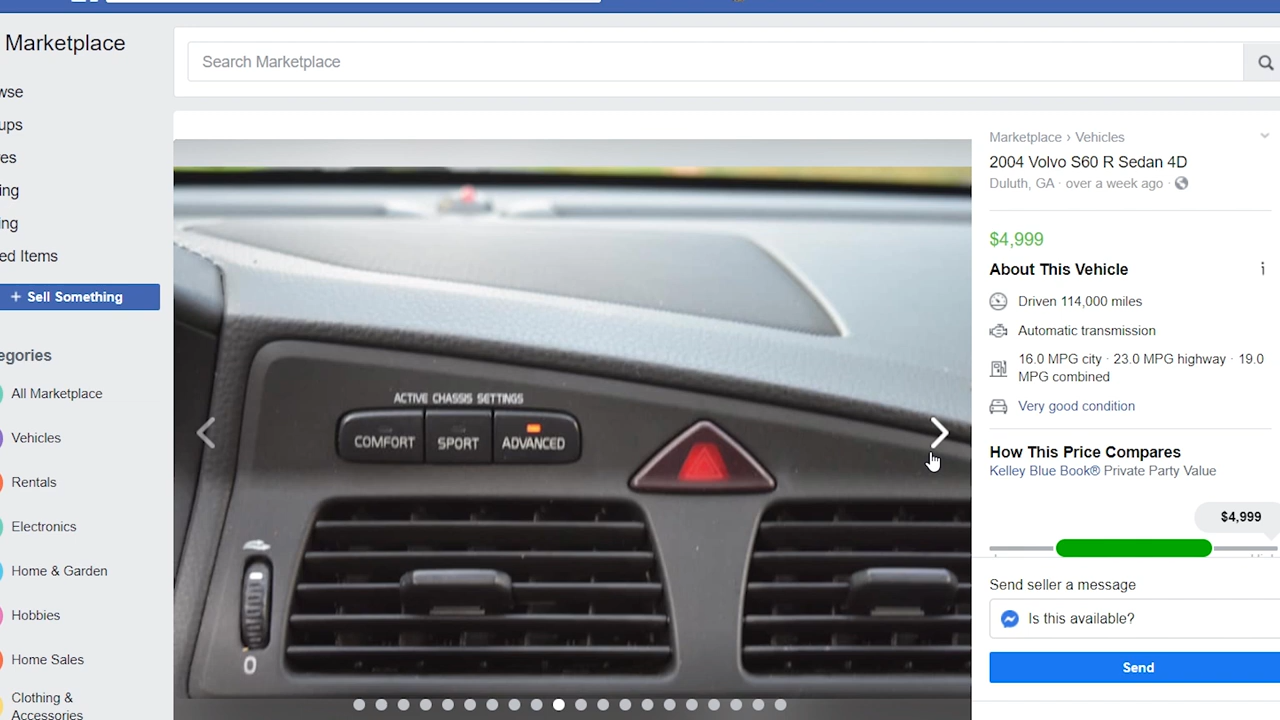 Marketplace
Search Marketplace
wse
ups
es
ing
ing
ed Items
+ Sell Something
egories
All Marketplace
Vehicles
Rentals
Electronics
Home & Garden
Hobbies
Home Sales
Clothing &
Accessories
ACTIVE CHASSIS SETTINGS
COMFORT SPORT ADVANCED
0
Marketplace › Vehicles
2004 Volvo S60 R Sedan 4D
Duluth, GA · over a week ago ·
$4,999
About This Vehicle
i
Driven 114,000 miles
Automatic transmission
16.0 MPG city · 23.0 MPG highway · 19.0
MPG combined
Very good condition
How This Price Compares
Kelley Blue Book® Private Party Value
$4,999
Send seller a message
Is this available?
Send